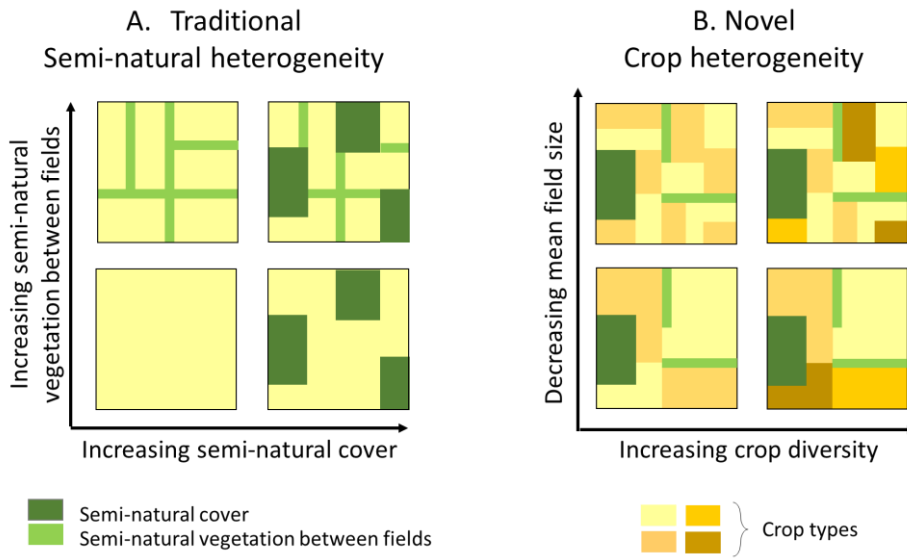 A. Traditional
Semi-natural heterogeneity
Increasing semi-natural
vegetation between fields
Increasing semi-natural cover
Semi-natural cover
Semi-natural vegetation between fields
B. Novel
Crop heterogeneity
Decreasing mean field size
Increasing crop diversity
Crop types